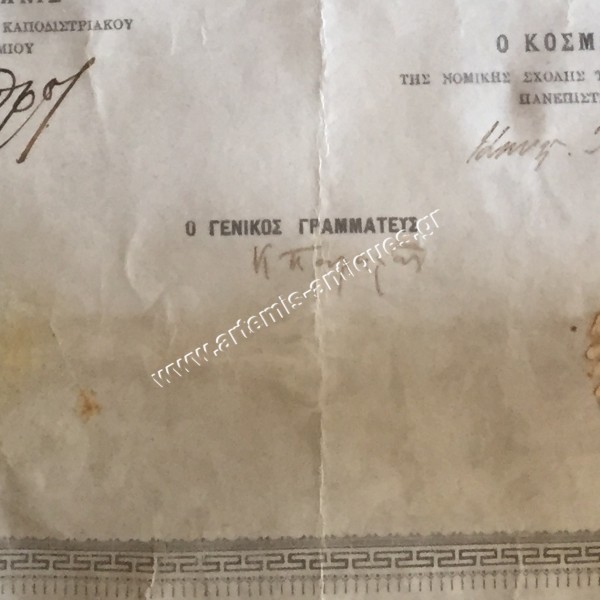 ΚΑΠΟΔΙΣΤΡΙΑΚΟΥ
ΜΙΟΥ
Ο ΚΟΣΜ
ΤΗΣ ΝΟΜΙΚΗΣ ΣΧΟΛΗΣ Τ
ΠΑΝΕΠΙΣΤ
Ο ΓΕΝΙΚΟΣ ΓΡΑΜΜΑΤΕΥΣ
www.artemis-antiques.gr